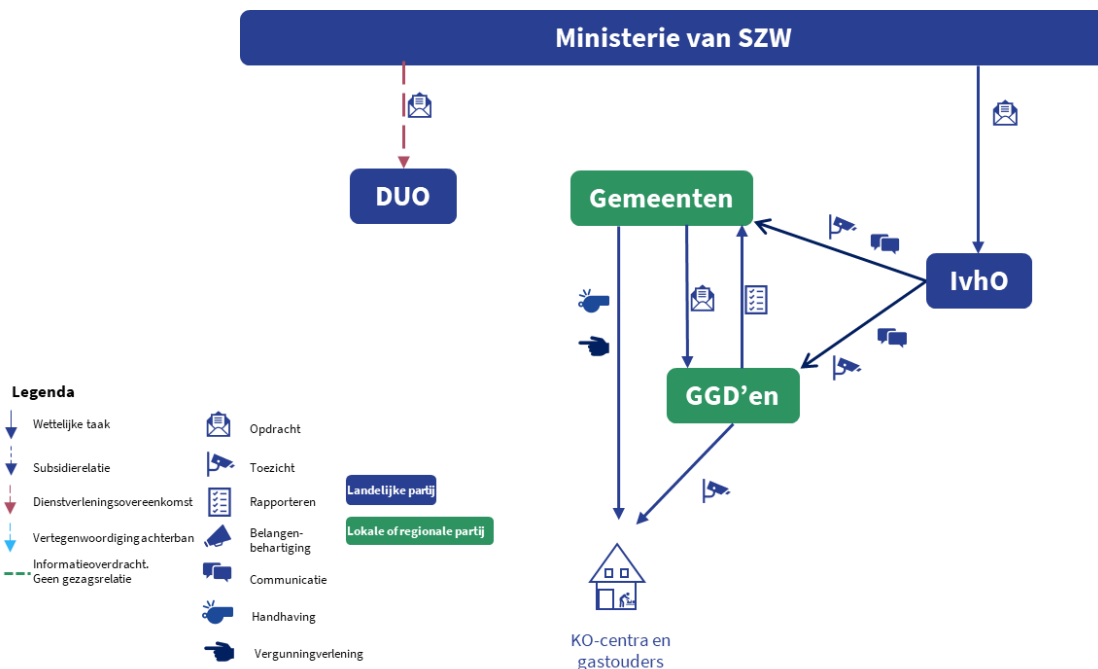 Ministerie van SZW
DUO
Gemeenten
IvhO
GGD'en
KO-centra en
gastouders
Legenda
Wettelijke taak
Subsidierelatie
Dienstverleningsovereenkomst
Vertegenwoordiging achterban
Informatieoverdracht.
Geen gezagsrelatie
Opdracht
Toezicht
Rapporteren
Belangen-
behartiging
Communicatie
Handhaving
Vergunningverlening
Landelijke partij
Lokale of regionale partij